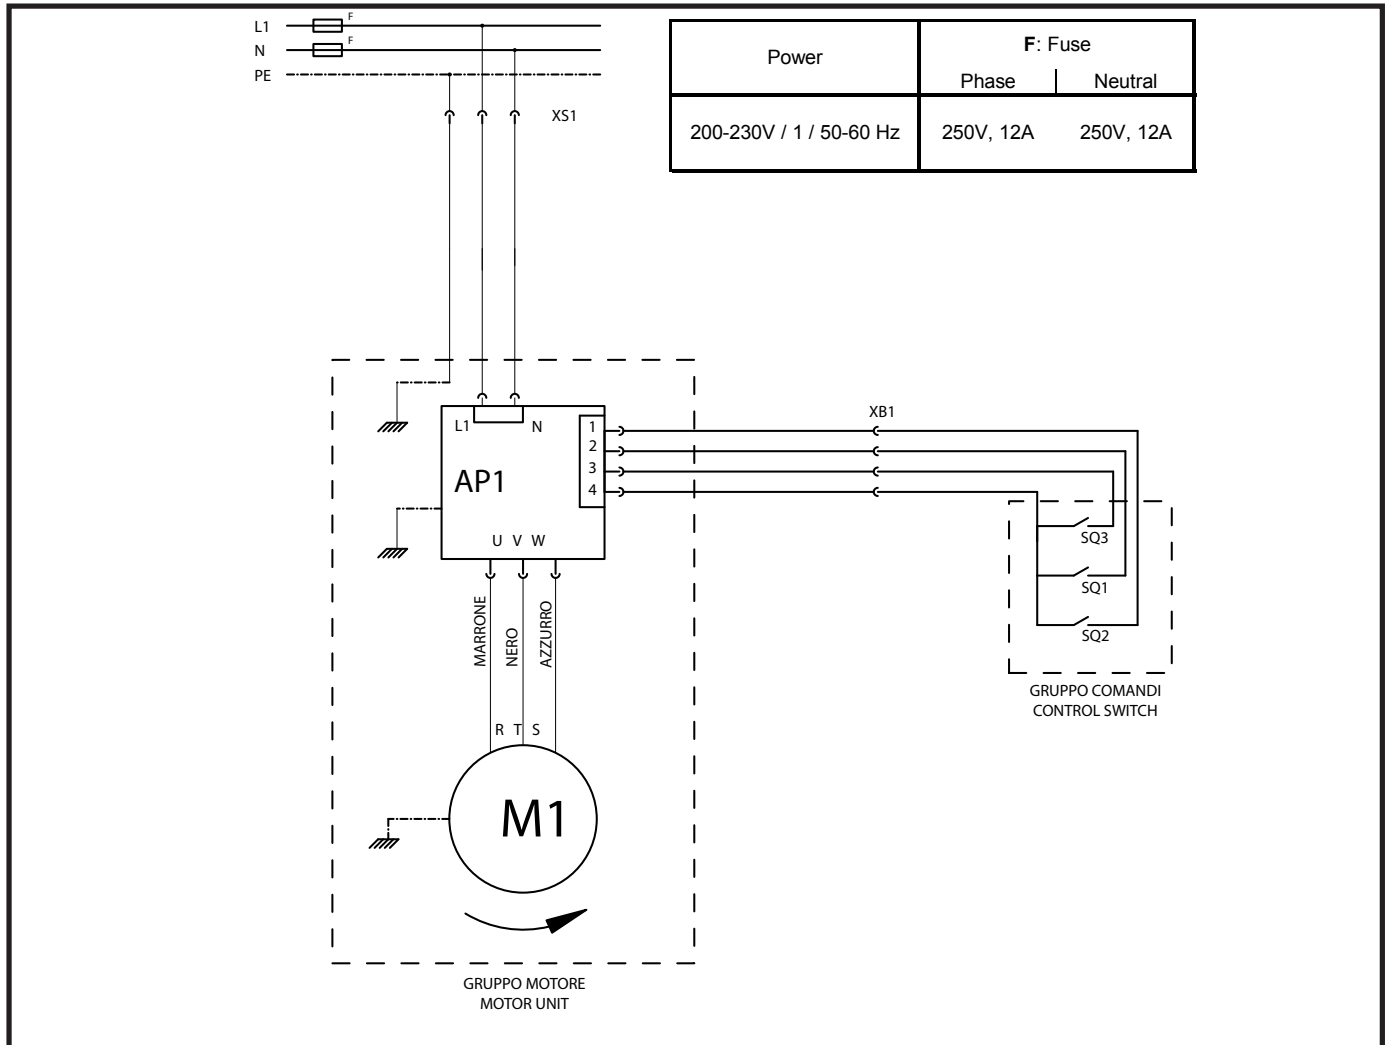 L1
F
N
F
PE
XS1
Power
F: Fuse
Phase
Neutral
200-230V / 1 / 50-60 Hz
250V, 12A
250V, 12A
L1
N
AP1
1
2
3
4
U V W
XB1
SQ3
SQ1
SQ2
GRUPPO COMANDI
CONTROL SWITCH
MARRONE
NERO
AZZURRO
R T S
M1
GRUPPO MOTORE
MOTOR UNIT